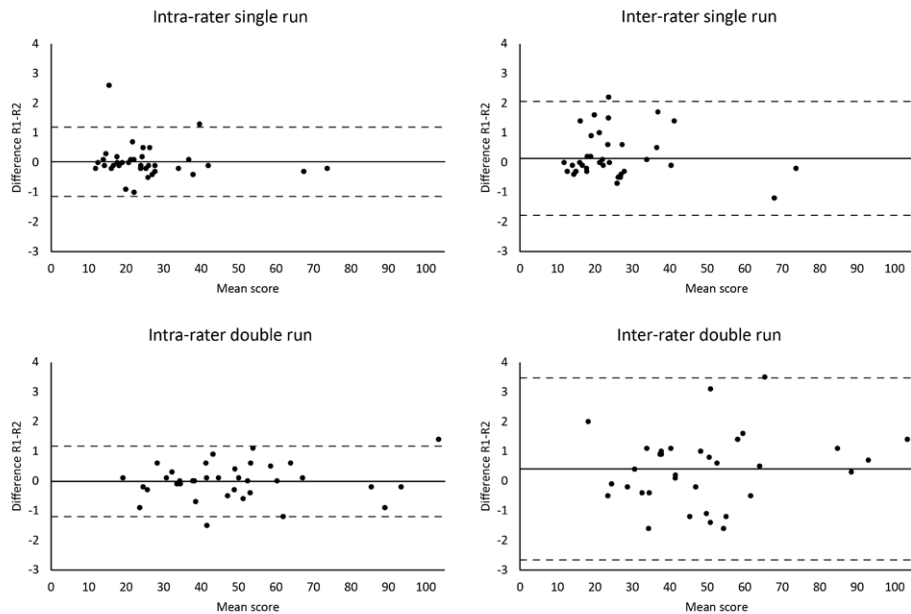 Intra-rater single run
4
3
2
1
0
-1
-2
-3
Difference R1-R2
0 10 20 30 40 50 60 70 80 90 100
Mean score
Inter-rater single run
4
3
2
1
0
-1
-2
-3
Difference R1-R2
0 10 20 30 40 50 60 70 80 90 100
Mean score
Intra-rater double run
4
3
2
1
0
-1
-2
-3
Difference R1-R2
0 10 20 30 40 50 60 70 80 90 100
Mean score
Inter-rater double run
4
3
2
1
0
-1
-2
-3
Difference R1-R2
0 10 20 30 40 50 60 70 80 90 100
Mean score